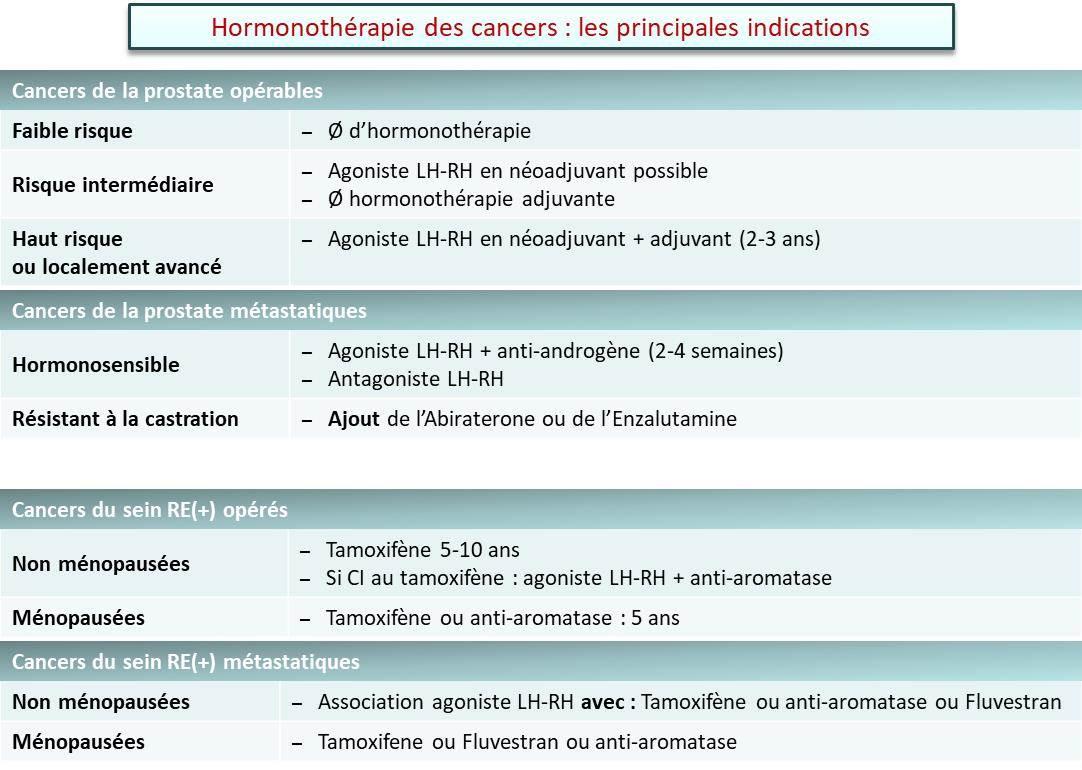 Hormonothérapie des cancers : les principales indications
Cancers de la prostate opérables
Faible risque
– Ø d’hormonothérapie
Risque intermédiaire
– Agoniste LH-RH en néoadjuvant possible
– Ø hormonothérapie adjuvante
Haut risque
ou localement avancé
– Agoniste LH-RH en néoadjuvant + adjuvant (2-3 ans)
Cancers de la prostate métastatiques
Hormonosensible
– Agoniste LH-RH + anti-androgène (2-4 semaines)
– Antagoniste LH-RH
Résistant à la castration
– Ajout de l’Abiraterone ou de l’Enzalutamine
Cancers du sein RE(+) opérés
Non ménopausées
– Tamoxifène 5-10 ans
– Si CI au tamoxifène : agoniste LH-RH + anti-aromatase
Ménopausées
– Tamoxifène ou anti-aromatase : 5 ans
Cancers du sein RE(+) métastatiques
Non ménopausées
– Association agoniste LH-RH avec : Tamoxifène ou anti-aromatase ou Fluvestran
Ménopausées
– Tamoxifene ou Fluvestran ou anti-aromatase